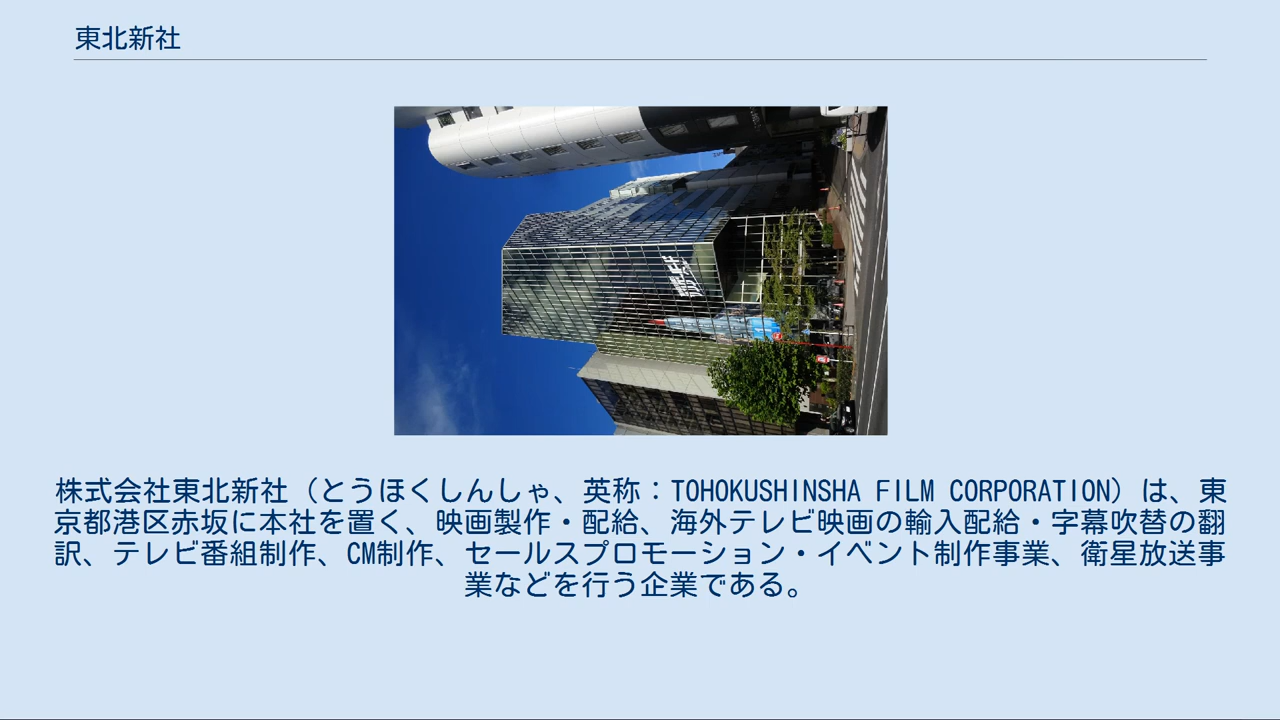 東北新社
株式会社東北新社（とうほくしんしゃ、英称：TOHOKUSHINSHA FILM CORPORATION）は、東
京都港区赤坂に本社を置く、映画製作・配給、海外テレビ映画の輸入配給・字幕吹替の翻
訳、テレビ番組制作、CM制作、セールスプロモーション・イベント制作事業、衛星放送事
業などを行う企業である。